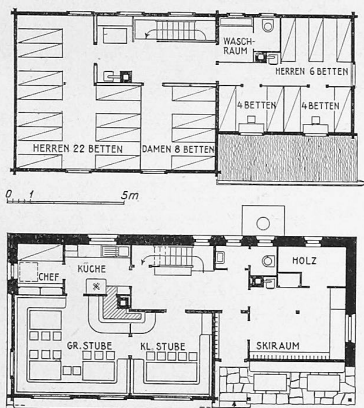 WASCH-
RAUM
HERREN 6 BETTEN
4 BETTEN
4 BETTEN
HERREN 22 BETTEN
DAMEN 8 BETTEN
0 1 5m
HOLZ
CHEF
KÜCHE
GR. STUBE
KL. STUBE
SKIRAUM